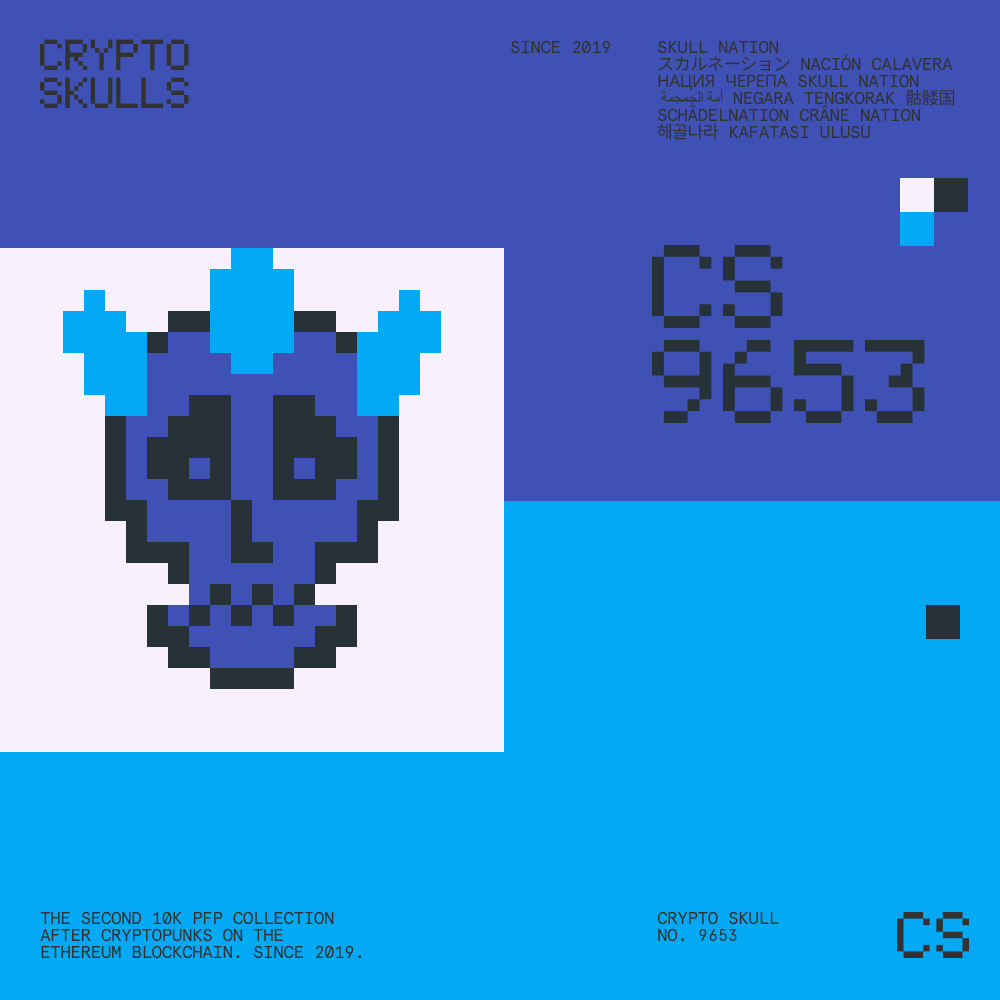 CRYPTO
SKULLS
SINCE 2019
SKULL NATION
スカルネーション NACIÓN CALAVERA
НАЦИЯ ЧЕРЕПА SKULL NATION
أمة الجمجمة NEGARA TENGKORAK 骷髅国
SCHÄDELNATION CRÂNE NATION
해골나라 KAFATASI ULUSU
CS
9653
THE SECOND 10K PFP COLLECTION
AFTER CRYPTOPUNKS ON THE
ETHEREUM BLOCKCHAIN. SINCE 2019.
CRYPTO SKULL
NO. 9653
CS